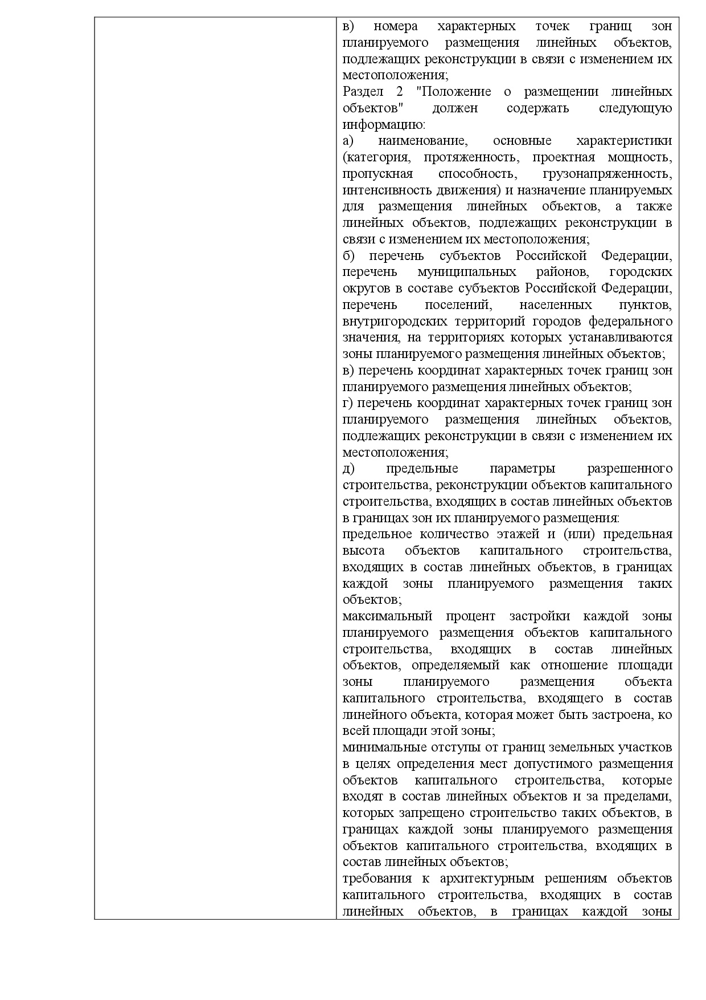 в) номера характерных точек границ зон
планируемого размещения линейных объектов,
подлежащих реконструкции в связи с изменением их
местоположения;
Раздел 2 "Положение о размещении линейных
объектов" должен содержать следующую
информацию:
а) наименование, основные характеристики
(категория, протяженность, проектная мощность,
пропускная способность, грузонапряженность,
интенсивность движения) и назначение планируемых
для размещения линейных объектов, а также
линейных объектов, подлежащих реконструкции в
связи с изменением их местоположения;
б) перечень субъектов Российской Федерации,
перечень муниципальных районов, городских
округов в составе субъектов Российской Федерации,
перечень поселений, населенных пунктов,
внутригородских территорий городов федерального
значения, на территориях которых устанавливаются
зоны планируемого размещения линейных объектов;
в) перечень координат характерных точек границ зон
планируемого размещения линейных объектов;
г) перечень координат характерных точек границ зон
планируемого размещения линейных объектов,
подлежащих реконструкции в связи с изменением их
местоположения;
д) предельные параметры разрешенного
строительства, реконструкции объектов капитального
строительства, входящих в состав линейных объектов
в границах зон их планируемого размещения:
предельное количество этажей и (или) предельная
высота объектов капитального строительства,
входящих в состав линейных объектов, в границах
каждой зоны планируемого размещения таких
объектов;
максимальный процент застройки каждой зоны
планируемого размещения объектов капитального
строительства, входящих в состав линейных
объектов, определяемый как отношение площади
зоны планируемого размещения объекта
капитального строительства, входящего в состав
линейного объекта, которая может быть застроена, ко
всей площади этой зоны;
минимальные отступы от границ земельных участков
в целях определения мест допустимого размещения
объектов капитального строительства, которые
входят в состав линейных объектов и за пределами,
которых запрещено строительство таких объектов, в
границах каждой зоны планируемого размещения
объектов капитального строительства, входящих в
состав линейных объектов;
требования к архитектурным решениям объектов
капитального строительства, входящих в состав
линейных объектов, в границах каждой зоны